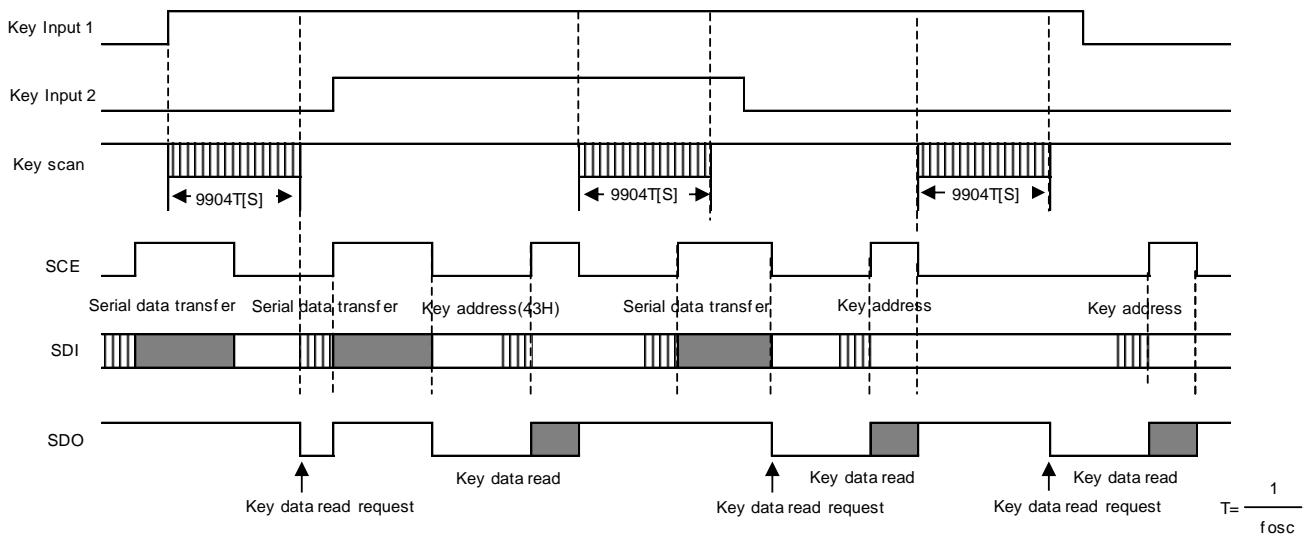 Key Input 1
Key Input 2
Key scan
9904T[S] 9904T[S] 9904T[S]
SCE
Serial data transfer Serial data transfer Key address(43H) Serial data transfer Key address Key address
SDI
SDO
Key data read Key data read Key data read
Key data read request Key data read request Key data read request
T= 1
fosc